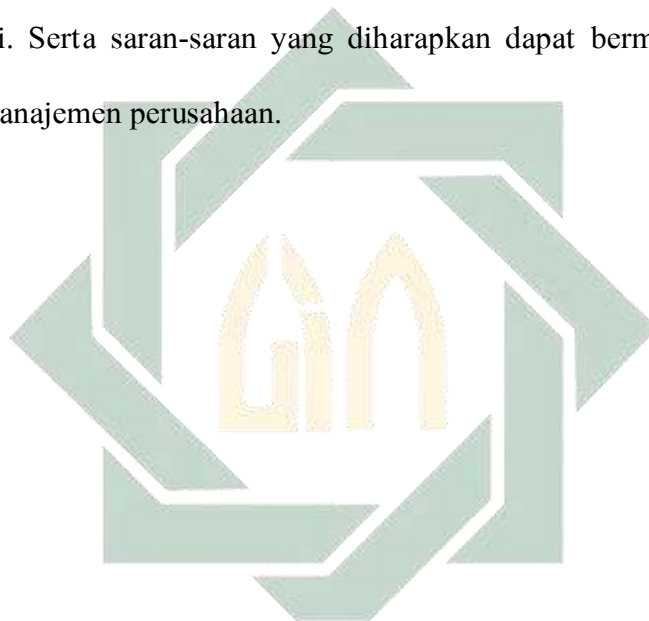 i. Serta saran-saran yang diharapkan dapat berm
anajemen perusahaan.